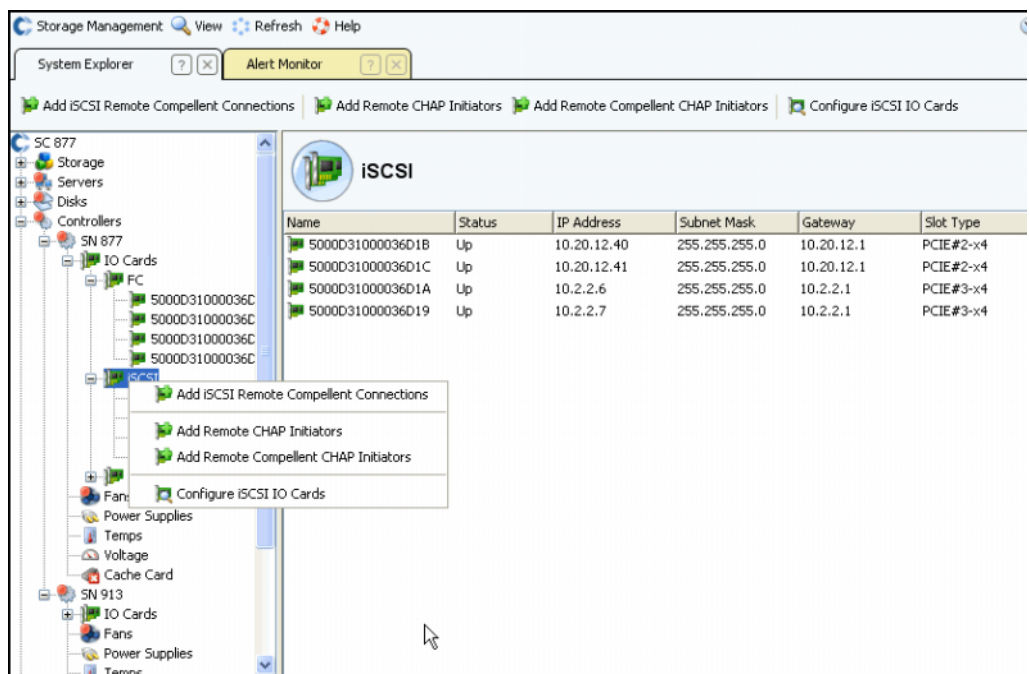 Storage Management View Refresh Help
System Explorer ? Alert Monitor ?
Add iSCSI Remote Compellent Connections Add Remote CHAP Initiators Add Remote Compellent CHAP Initiators Configure iSCSI IO Cards
SC 877
Storage
Servers
Disks
Controllers
SN 877
IO Cards
FC
5000D31000036D
5000D31000036D
5000D31000036D
5000D31000036D
iSCSI
Fans
Power Supplies
Temps
Voltage
Cache Card
SN 913
IO Cards
Fans
Power Supplies
Temps
Add iSCSI Remote Compellent Connections
Add Remote CHAP Initiators
Add Remote Compellent CHAP Initiators
Configure iSCSI IO Cards
iSCSI
Name Status IP Address Subnet Mask Gateway Slot Type
5000D31000036D1B Up 10.20.12.40 255.255.255.0 10.20.12.1 PCIE#2-x4
5000D31000036D1C Up 10.20.12.41 255.255.255.0 10.20.12.1 PCIE#2-x4
5000D31000036D1A Up 10.2.2.6 255.255.255.0 10.2.2.1 PCIE#3-x4
5000D31000036D19 Up 10.2.2.7 255.255.255.0 10.2.2.1 PCIE#3-x4